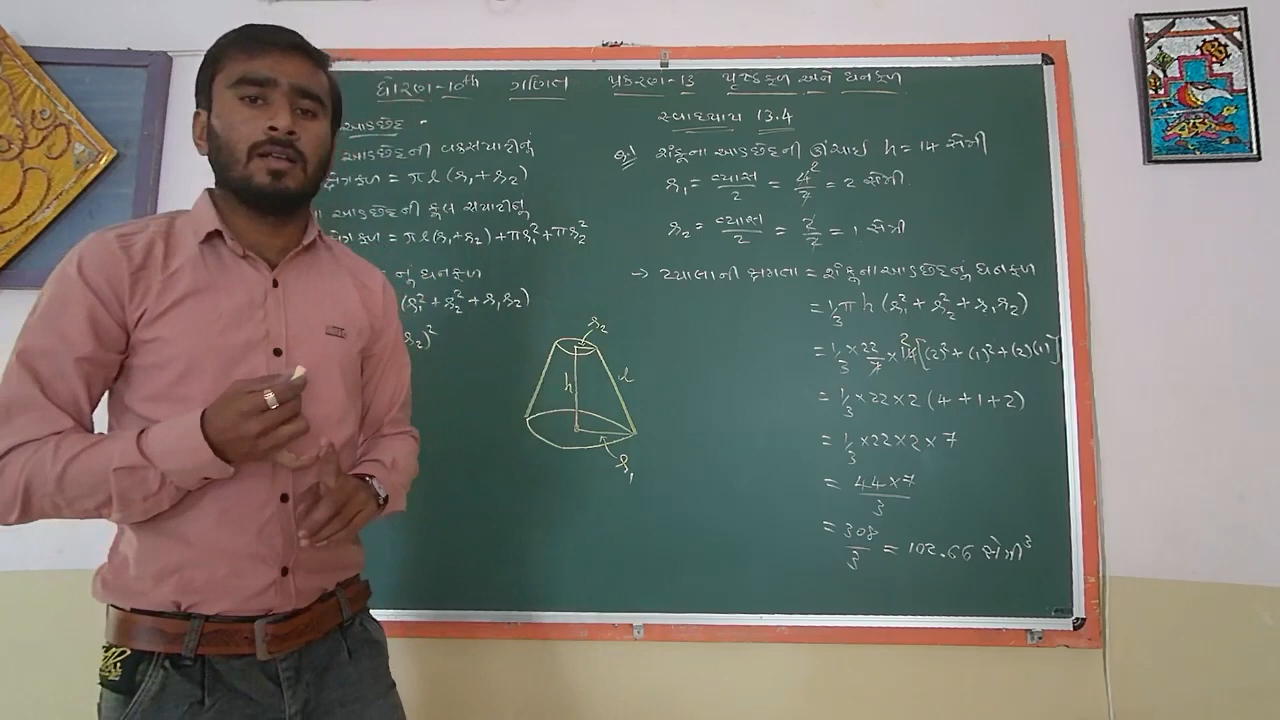 ધોરણ-10th ગણિત પ્રકરણ-13 પૃષ્ઠફળ અને ઘનફળ
આડછેદ
આડછેદની વક્રસપાટીનું
ક્ષેત્રફળ = πl(r₁+r₂)
આડછેદની કુલ સપાટીનું
ક્ષેત્રફળ = πl(r₁+r₂)+πr₁²+πr₂²
નું ઘનફળ
(r₁²+r₂²+r₁r₂)
r₂)²
r₂
h
l
r₁
સ્વાધ્યાય 13.4
શંકુના આડછેદની ઊંચાઈ h = 14 સેમી
r₁ = વ્યાસ/2 = 4/2 = 2 સેમી
r₂ = વ્યાસ/2 = 2/2 = 1 સેમી
→ પ્યાલાની ક્ષમતા = શંકુના આડછેદનું ઘનફળ
= 1/3 π h (r₁² + r₂² + r₁r₂)
= 1/3 × 22/7 × 14 [(2)² + (1)² + (2)(1)]
= 1/3 × 22 × 2 (4 + 1 + 2)
= 1/3 × 22 × 2 × 7
= 44 × 7/3
= 308/3 = 102.66 સેમી³